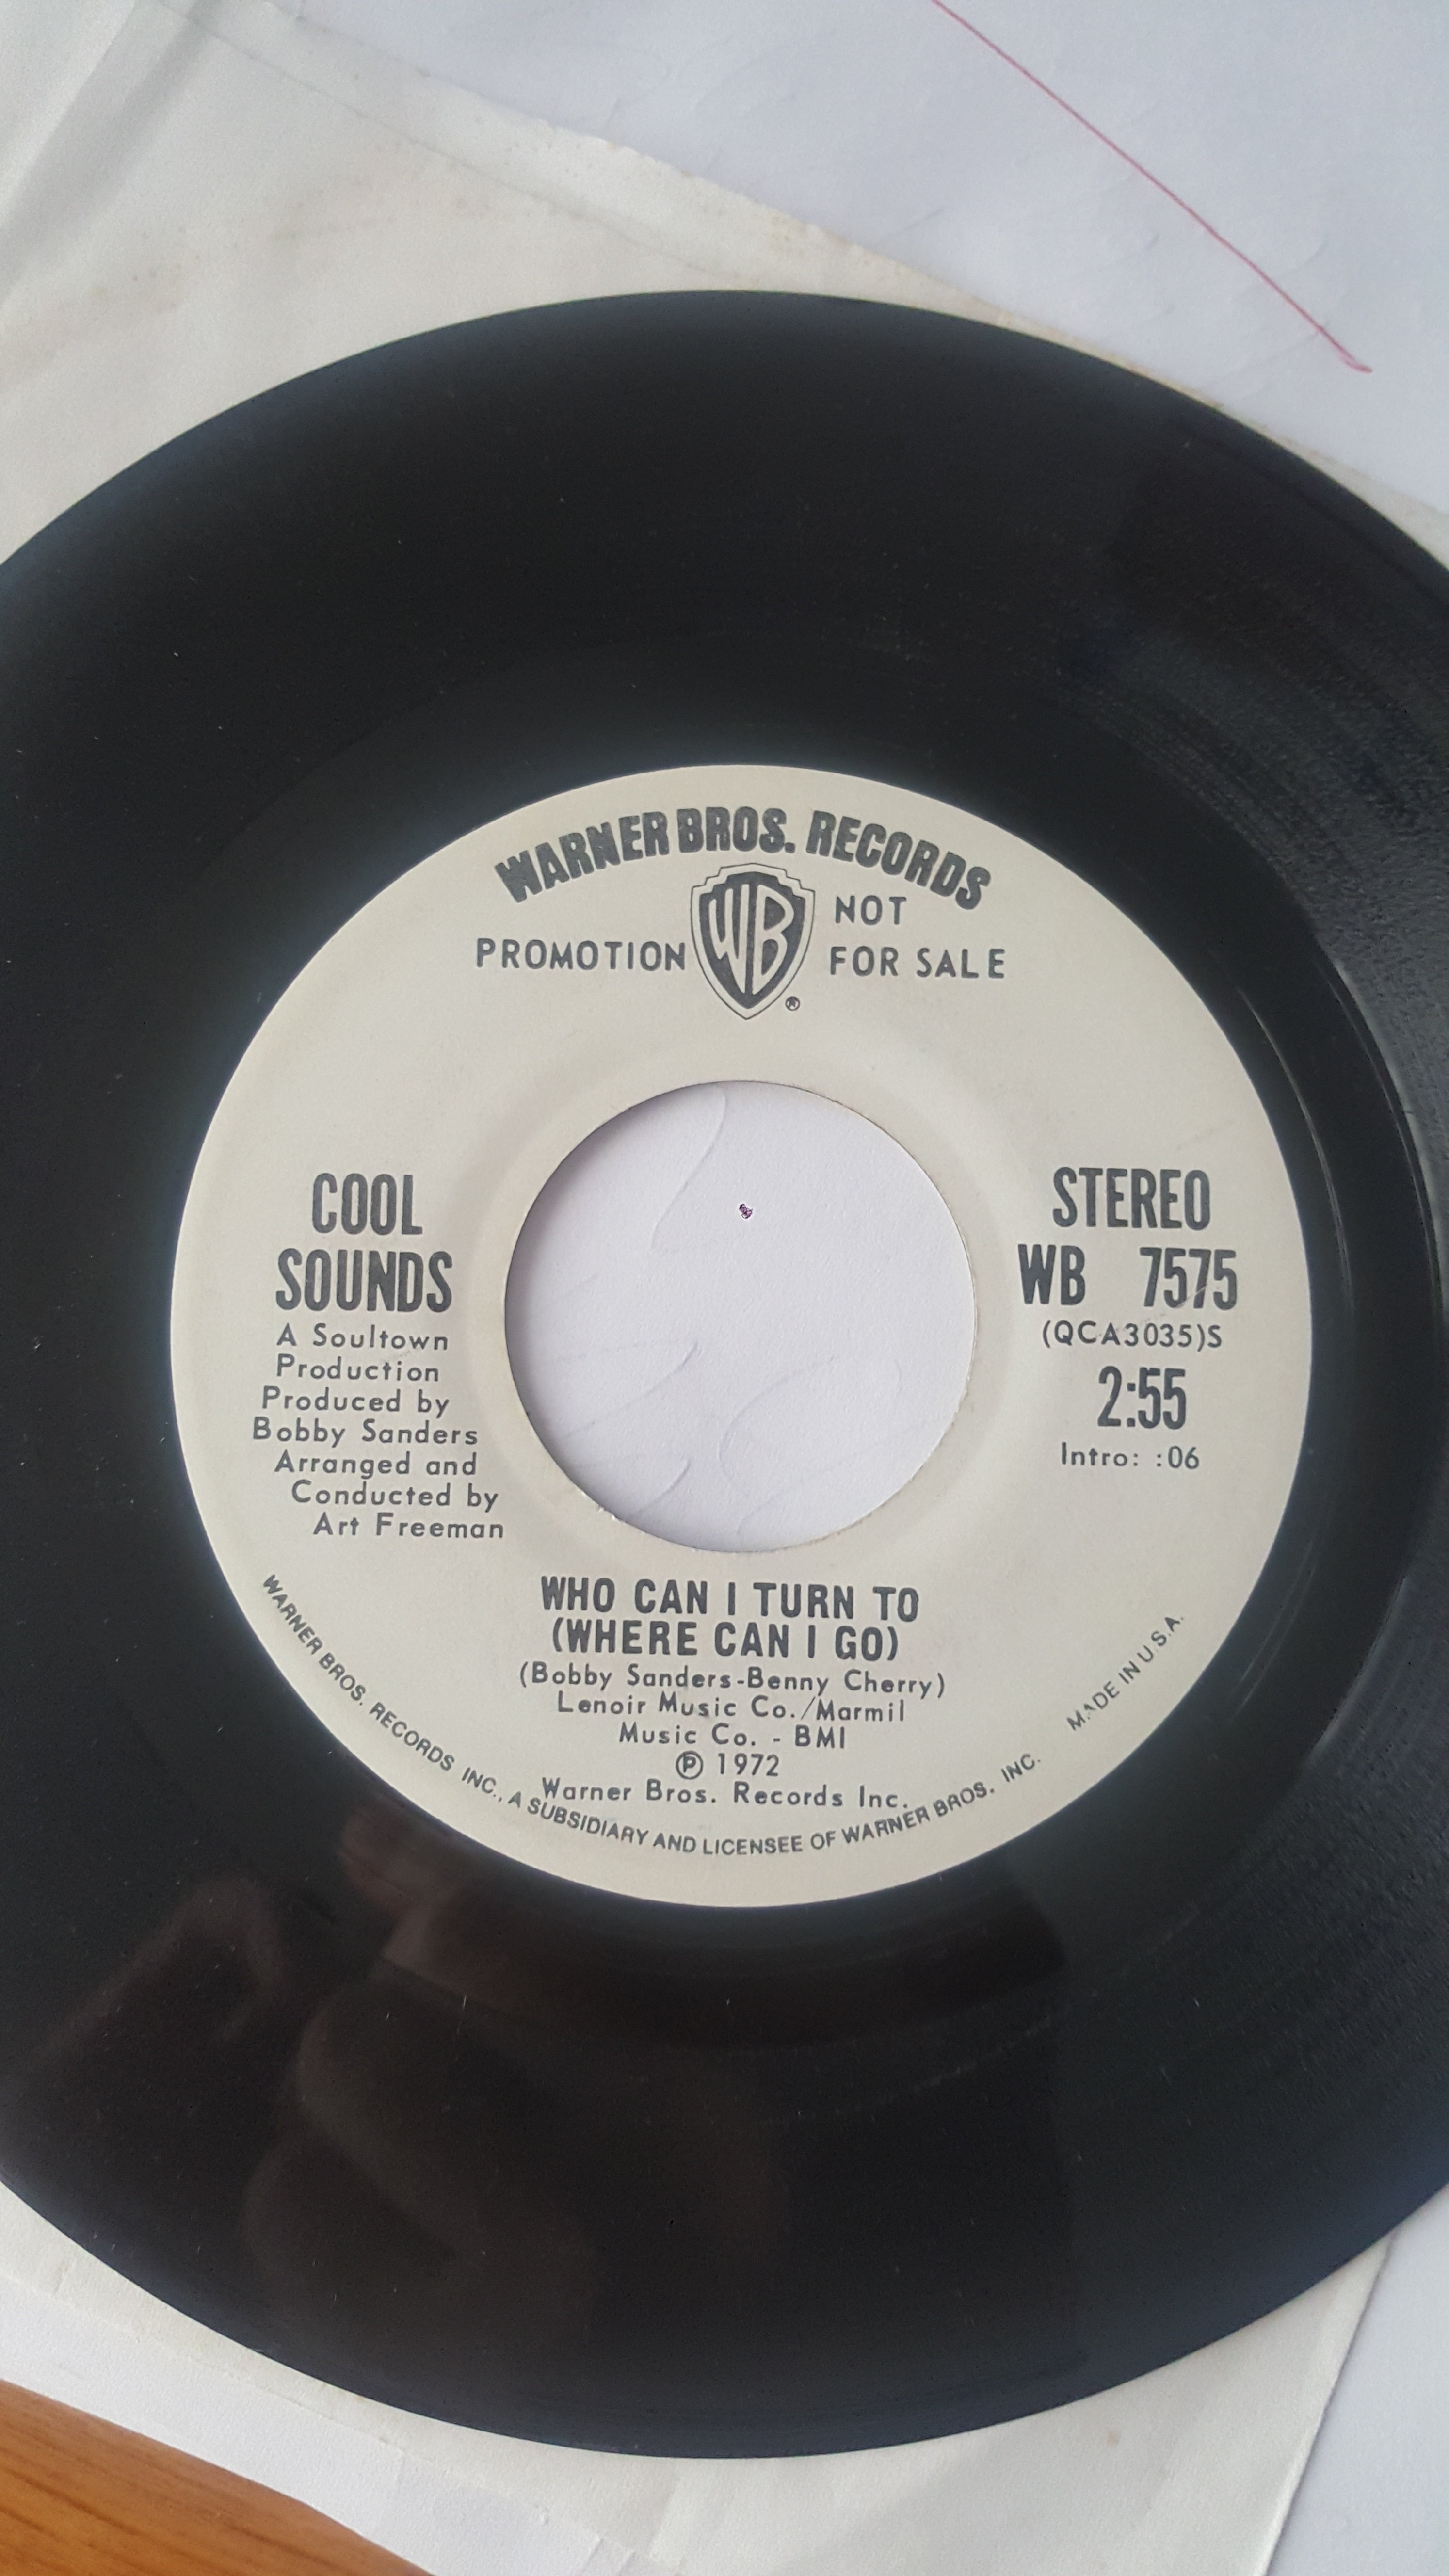 WARNER BROS. RECORDS
PROMOTION WB NOT
FOR SALE
®
COOL
SOUNDS
A Soultown
Production
Produced by
Bobby Sanders
Arranged and
Conducted by
Art Freeman
STEREO
WB 7575
(QCA3035)S
2:55
Intro: :06
WHO CAN I TURN TO
(WHERE CAN I GO)
(Bobby Sanders-Benny Cherry)
Lenoir Music Co./Marmil
Music Co. - BMI
℗ 1972
Warner Bros. Records Inc.
WARNER BROS. RECORDS INC., A SUBSIDIARY AND LICENSEE OF WARNER BROS. INC. MADE IN U.S.A.